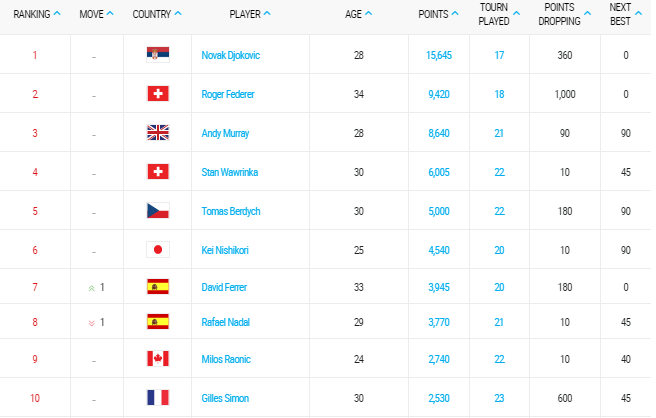 RANKING MOVE COUNTRY PLAYER AGE POINTS TOURN PLAYED POINTS DROPPING NEXT BEST
1 - Novak Djokovic 28 15,645 17 360 0
2 - Roger Federer 34 9,420 18 1,000 0
3 - Andy Murray 28 8,640 21 90 90
4 - Stan Wawrinka 30 6,005 22 10 45
5 - Tomas Berdych 30 5,000 22 180 90
6 - Kei Nishikori 25 4,540 20 10 90
7 1 David Ferrer 33 3,945 20 180 0
8 1 Rafael Nadal 29 3,770 21 10 45
9 - Milos Raonic 24 2,740 22 10 40
10 - Gilles Simon 30 2,530 23 600 45